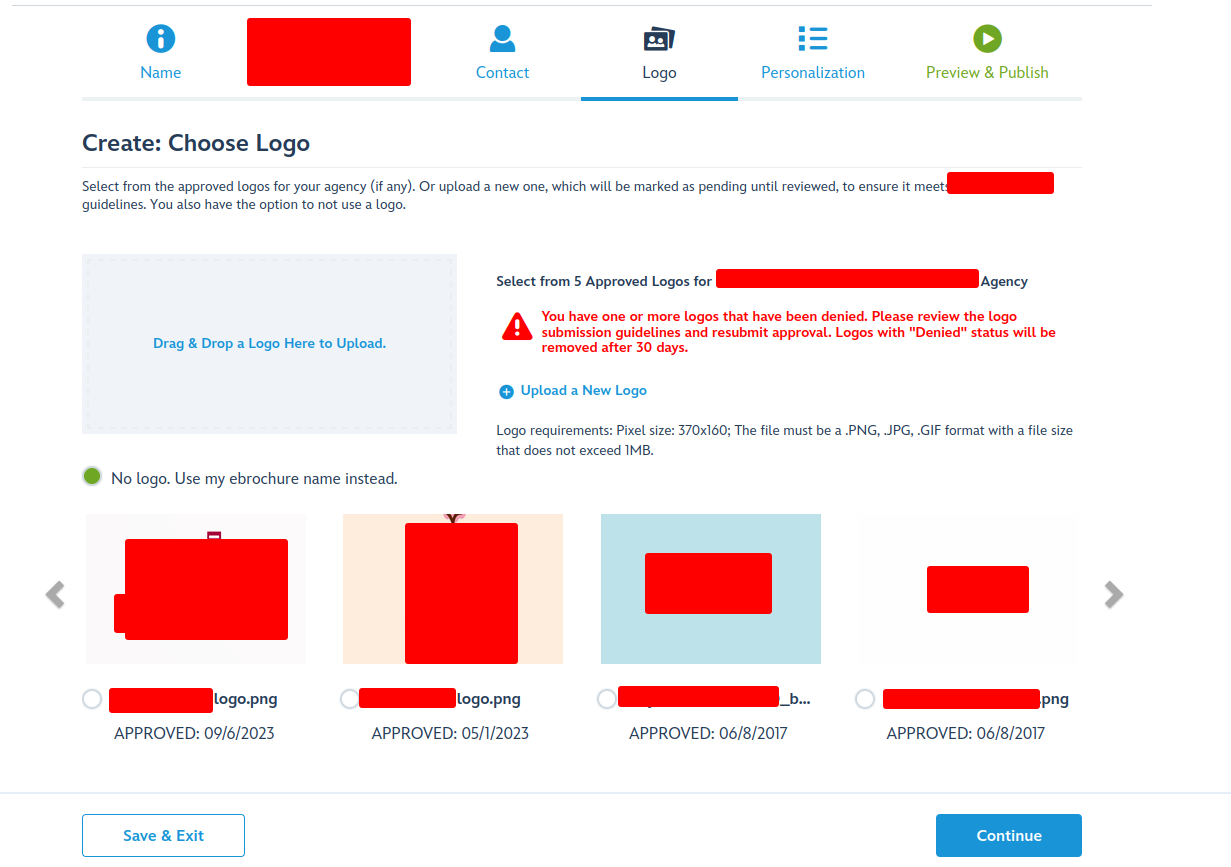 Name
Contact
Logo
Personalization
Preview & Publish
Create: Choose Logo
Select from the approved logos for your agency (if any). Or upload a new one, which will be marked as pending until reviewed, to ensure it meets
guidelines. You also have the option to not use a logo.
Drag & Drop a Logo Here to Upload.
Select from 5 Approved Logos for Agency
You have one or more logos that have been denied. Please review the logo
submission guidelines and resubmit approval. Logos with "Denied" status will be
removed after 30 days.
Upload a New Logo
Logo requirements: Pixel size: 370x160; The file must be a .PNG, .JPG, .GIF format with a file size
that does not exceed 1MB.
No logo. Use my ebrochure name instead.
logo.png
logo.png
_b...
.png
APPROVED: 09/6/2023
APPROVED: 05/1/2023
APPROVED: 06/8/2017
APPROVED: 06/8/2017
Save & Exit
Continue